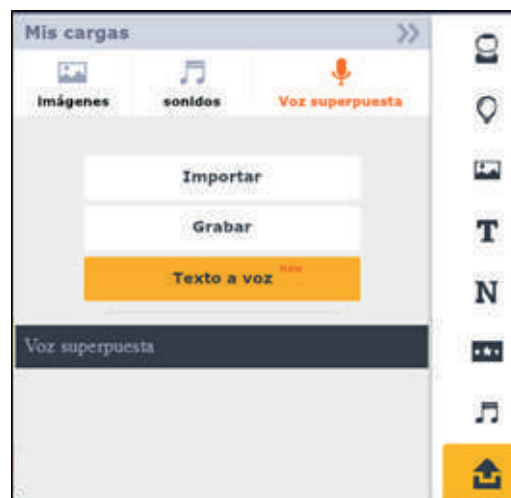 Mis cargas
Imágenes sonidos Voz superpuesta
Importar
Grabar
Texto a voz New
Voz superpuesta
T
N